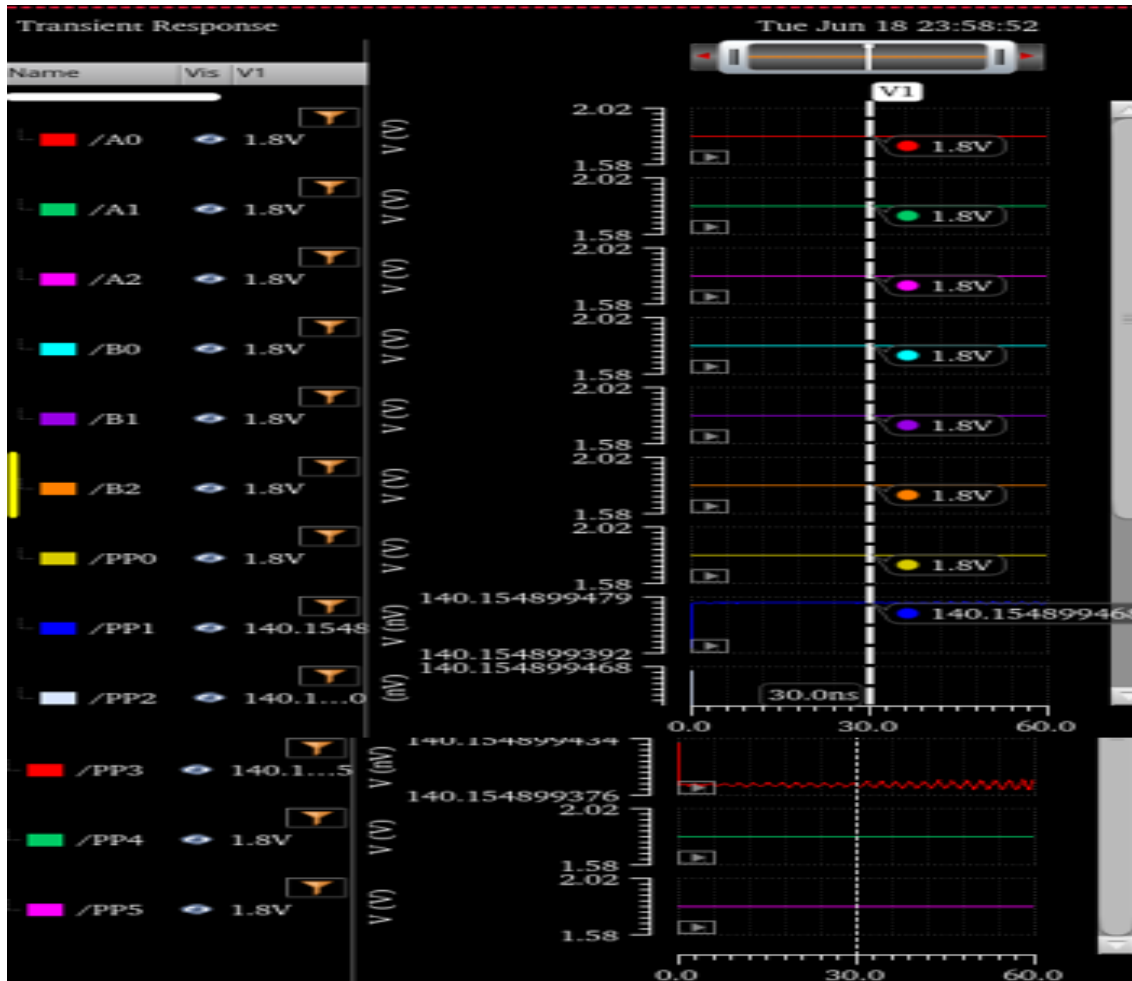 Transient Response Tue Jun 18 23:58:52
Name Vis V1
V1
/A0 1.8V V (V) 2.02 1.58 1.8V
/A1 1.8V V (V) 2.02 1.58 1.8V
/A2 1.8V V (V) 2.02 1.58 1.8V
/B0 1.8V V (V) 2.02 1.58 1.8V
/B1 1.8V V (V) 2.02 1.58 1.8V
/B2 1.8V V (V) 2.02 1.58 1.8V
/PP0 1.8V V (V) 2.02 1.58 1.8V
/PP1 140.1548 V (nV) 140.154899479 140.154899392 140.154899468
/PP2 140.1...0 (nV) 140.154899468 30.0ns
0.0 30.0 60.0
/PP3 140.1...5 V (nV) 140.154899434 140.154899376
/PP4 1.8V V (V) 2.02 1.58
/PP5 1.8V V (V) 2.02 1.58
0.0 30.0 60.0